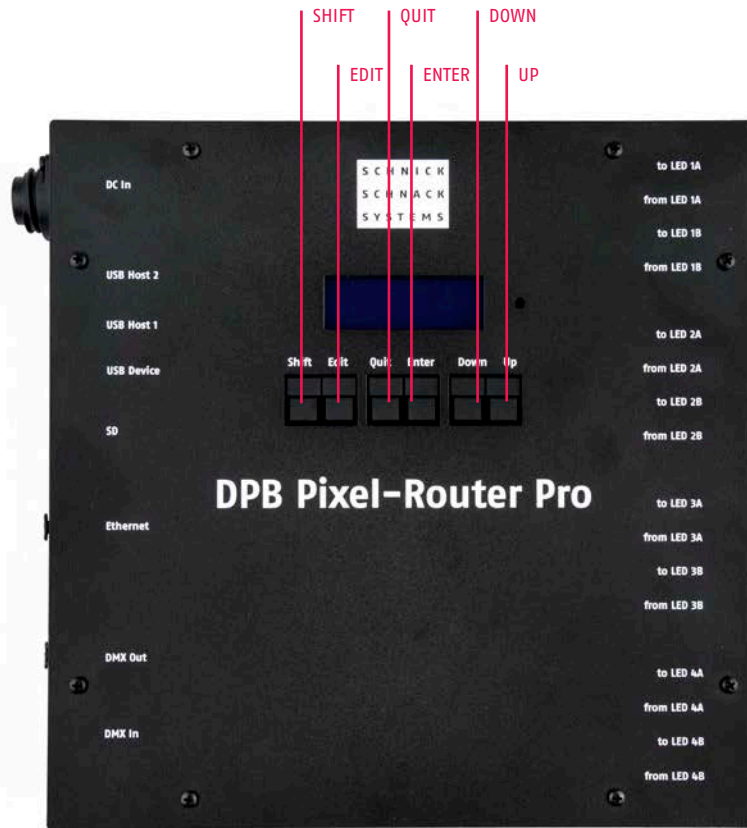 SHIFT QUIT DOWN
EDIT ENTER UP
SCHNICK
SCHNACK
SYSTEMS
DC In
USB Host 2
USB Host 1
USB Device
SD
Ethernet
DMX Out
DMX In
Shift Edit Quit Enter Down Up
DPB Pixel-Router Pro
to LED 1A
from LED 1A
to LED 1B
from LED 1B
to LED 2A
from LED 2A
to LED 2B
from LED 2B
to LED 3A
from LED 3A
to LED 3B
from LED 3B
to LED 4A
from LED 4A
to LED 4B
from LED 4B